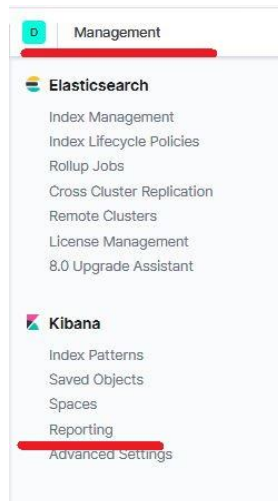 D Management
Elasticsearch
Index Management
Index Lifecycle Policies
Rollup Jobs
Cross Cluster Replication
Remote Clusters
License Management
8.0 Upgrade Assistant
Kibana
Index Patterns
Saved Objects
Spaces
Reporting
Advanced Settings